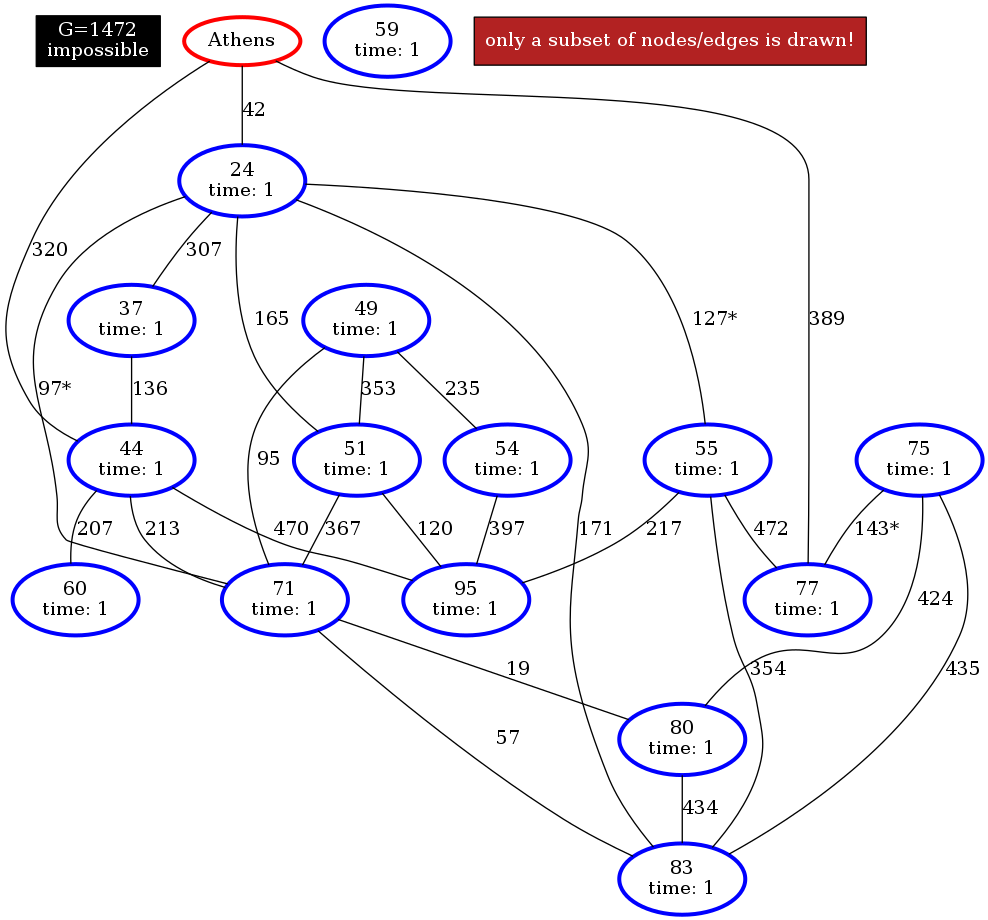 G=1472
impossible
Athens
59
time: 1
only a subset of nodes/edges is drawn!
42
24
time: 1
320
307
37
time: 1
49
time: 1
165
127*
389
97*
136
353
235
44
time: 1
95
51
time: 1
54
time: 1
55
time: 1
75
time: 1
207
213
470
367
120
397
217
472
143*
171
60
time: 1
71
time: 1
95
time: 1
77
time: 1
424
19
354
435
57
80
time: 1
434
83
time: 1